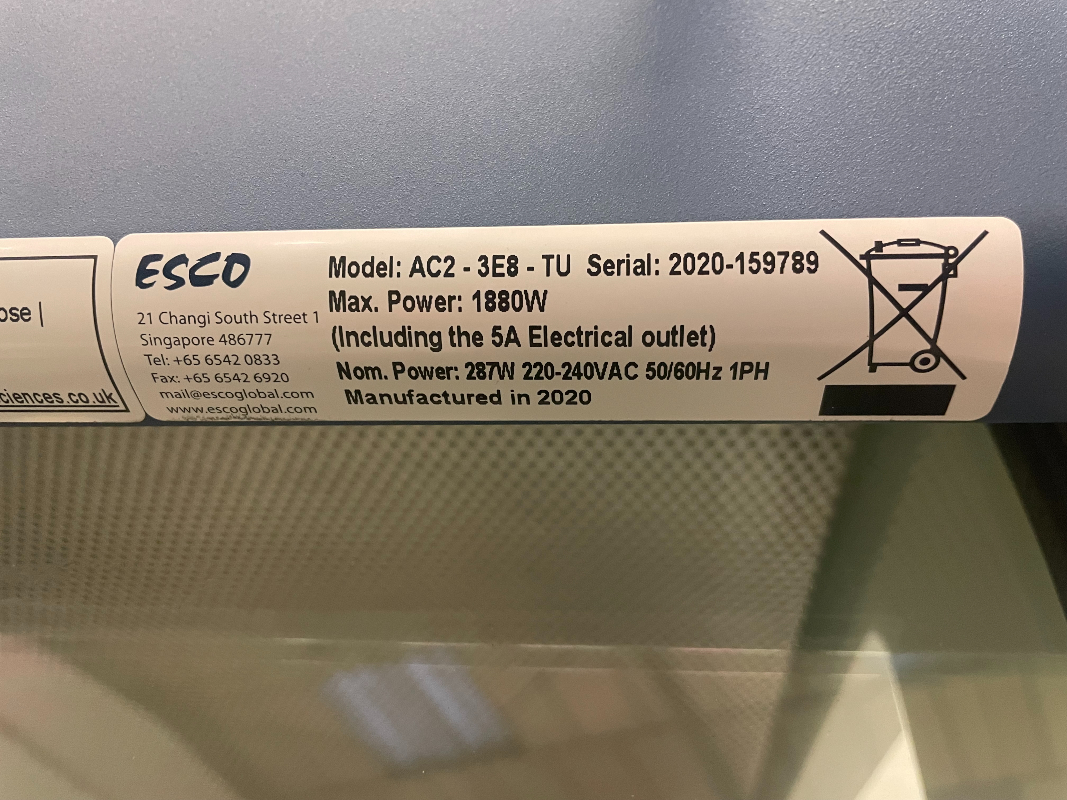 ose |
ciences.co.uk
ESCO
21 Changi South Street 1
Singapore 486777
Tel: +65 6542 0833
Fax: +65 6542 6920
mail@escoglobal.com
www.escoglobal.com
Model: AC2 - 3E8 - TU Serial: 2020-159789
Max. Power: 1880W
(Including the 5A Electrical outlet)
Nom. Power: 287W 220-240VAC 50/60Hz 1PH
Manufactured in 2020